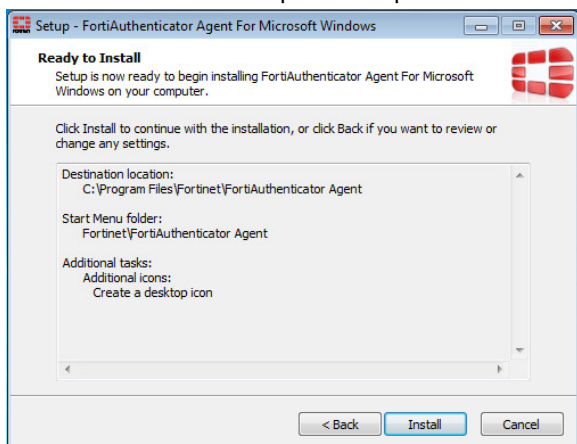 Setup - FortiAuthenticator Agent For Microsoft Windows
Ready to Install
Setup is now ready to begin installing FortiAuthenticator Agent For Microsoft
Windows on your computer.
Click Install to continue with the installation, or click Back if you want to review or
change any settings.
Destination location:
C:\Program Files\Fortinet\FortiAuthenticator Agent
Start Menu folder:
Fortinet\FortiAuthenticator Agent
Additional tasks:
Additional icons:
Create a desktop icon
< Back Install Cancel